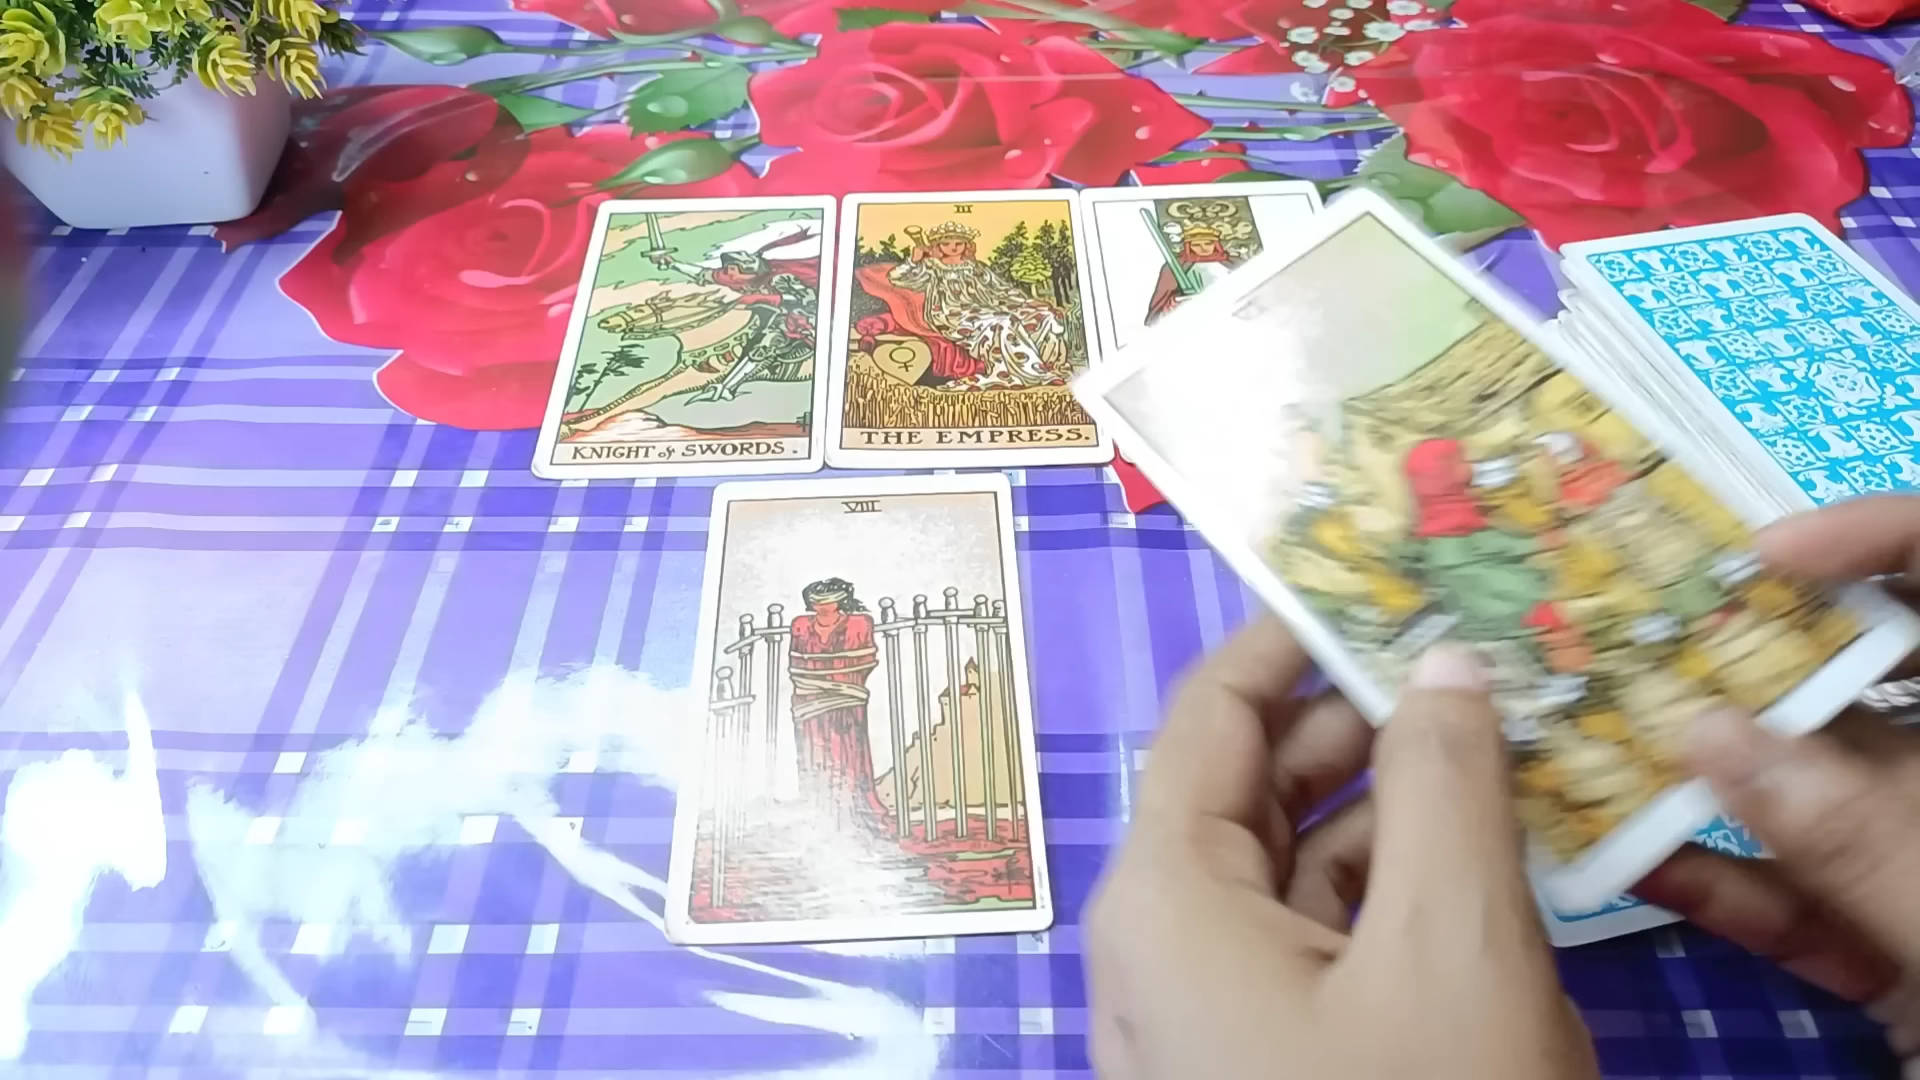 KNIGHT of SWORDS.
III
THE EMPRESS.
VIII